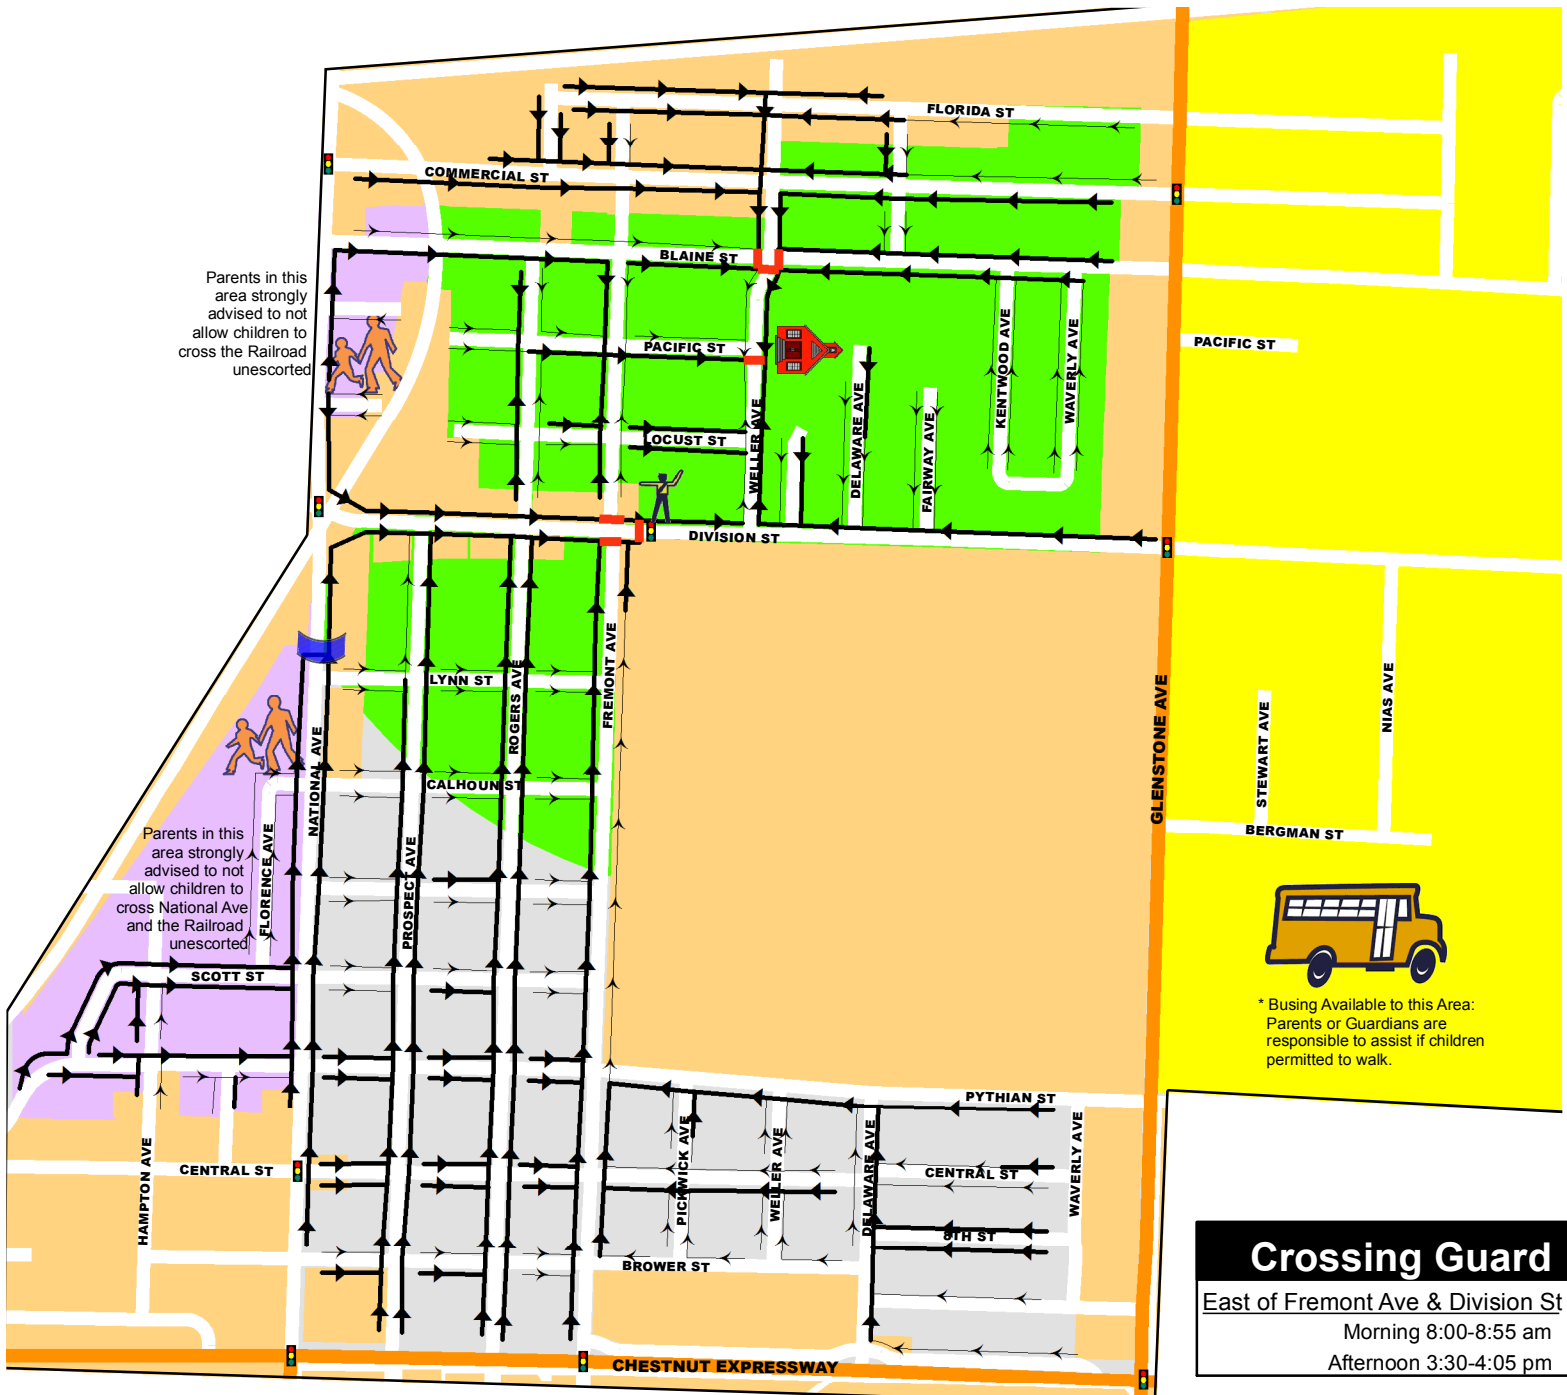 FLORIDA ST
COMMERCIAL ST
BLAINE ST
Parents in this
area strongly
advised to not
allow children to
cross the Railroad
unescorted
PACIFIC ST
PACIFIC ST
KENTWOOD AVE
WAVERLY AVE
WELLER AVE
DELAWARE AVE
FAIRWAY AVE
LOCUST ST
DIVISION ST
FREMONT AVE
LYNN ST
ROGERS AVE
NATIONAL AVE
GLENSTONE AVE
NIAS AVE
STEWART AVE
CALHOUN ST
BERGMAN ST
Parents in this
area strongly
advised to not
allow children to
cross National Ave
and the Railroad
unescorted
FLORENCE AVE
PROSPECT AVE
SCOTT ST
* Busing Available to this Area:
Parents or Guardians are
responsible to assist if children
permitted to walk.
PYTHIAN ST
HAMPTON AVE
CENTRAL ST
PICKWICK AVE
WELLER AVE
DELAWARE AVE
CENTRAL ST
WAVERLY AVE
8TH ST
BROWER ST
CHESTNUT EXPRESSWAY
Crossing Guard
East of Fremont Ave & Division St
Morning 8:00-8:55 am
Afternoon 3:30-4:05 pm